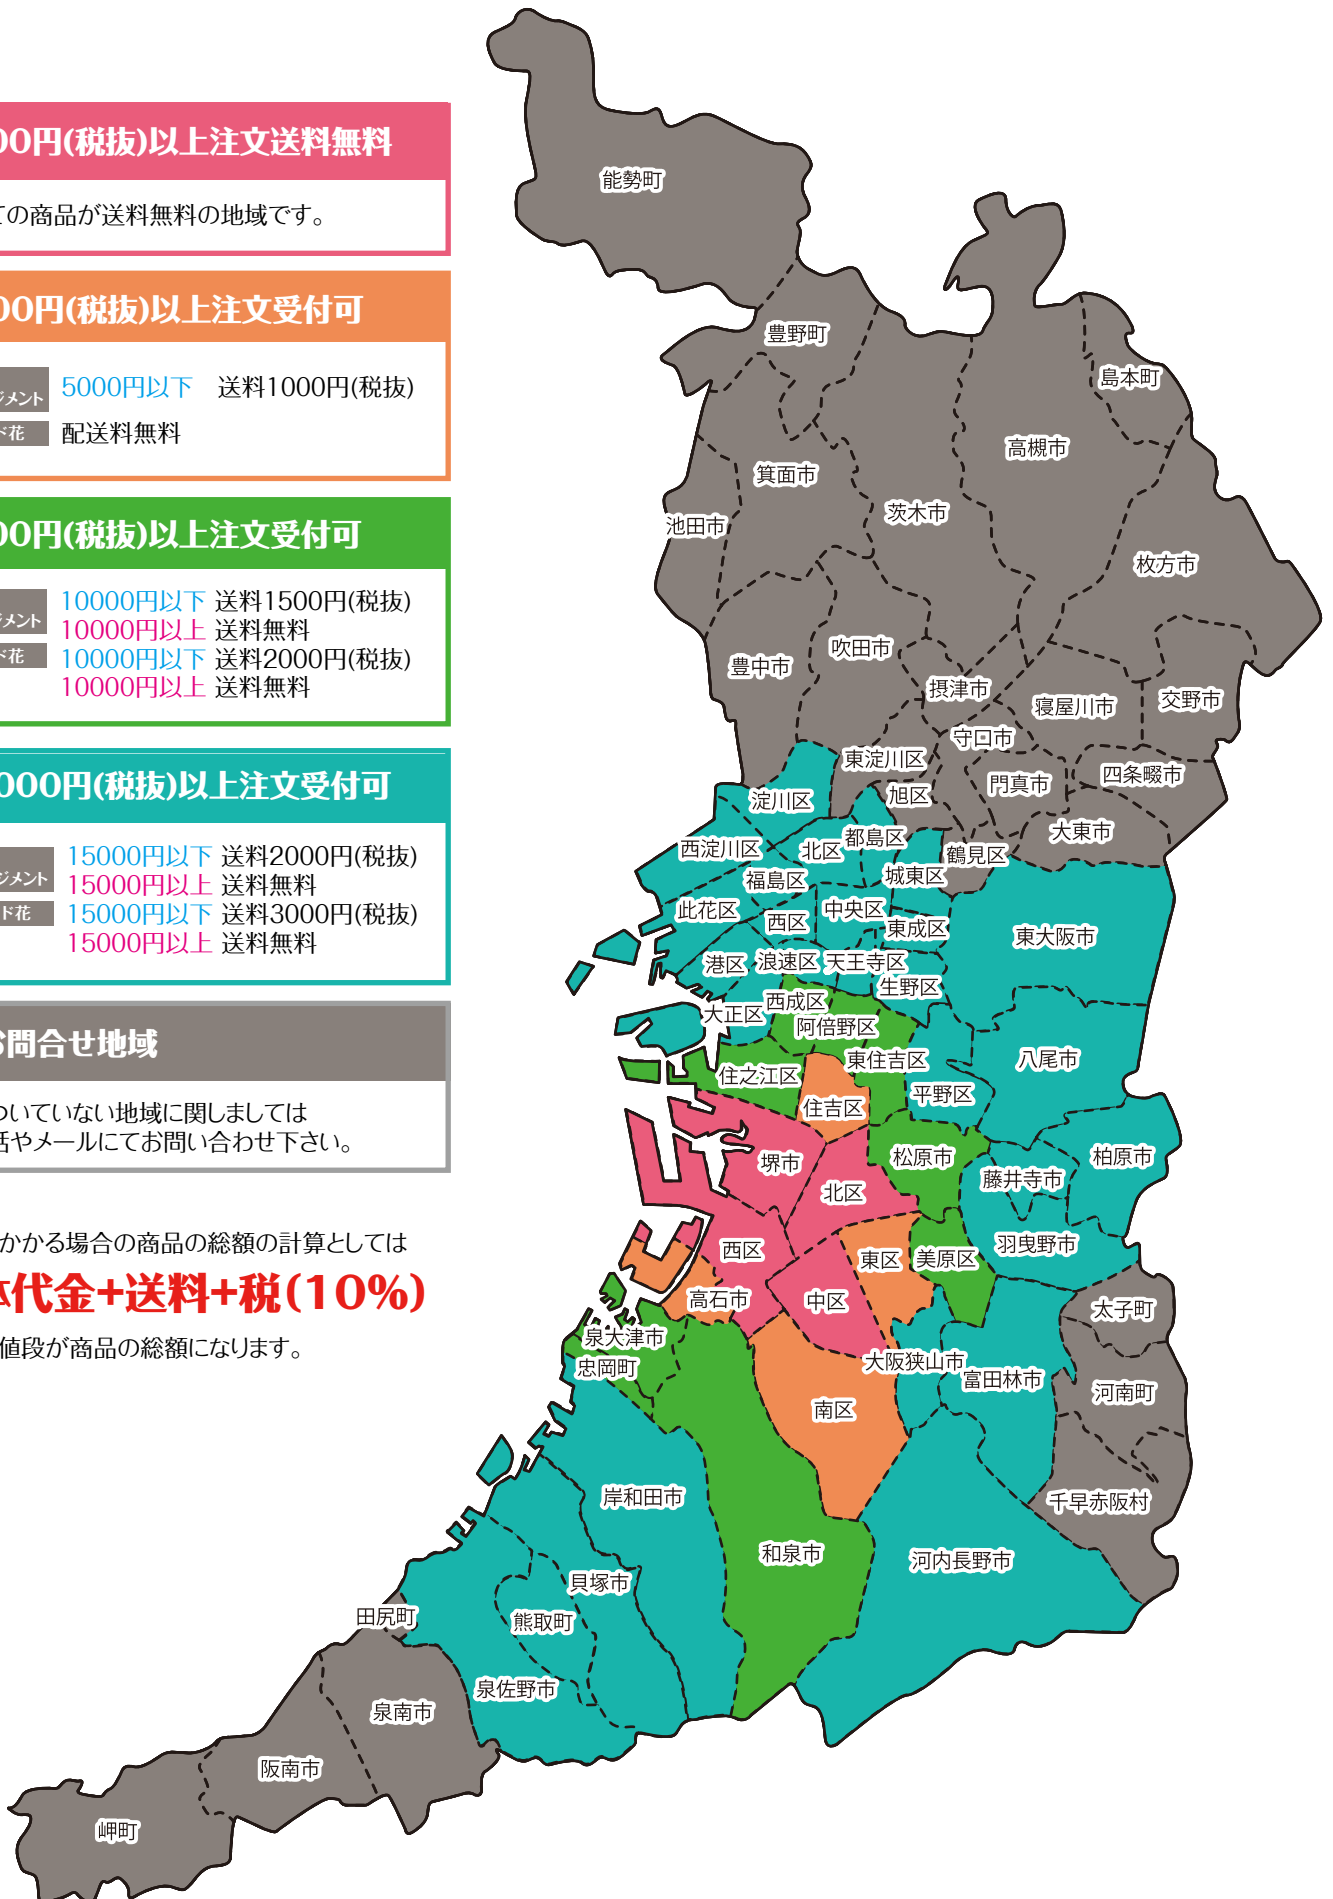 00円(税抜)以上注文送料無料
ての商品が送料無料の地域です。
00円(税抜)以上注文受付可
ジメント 5000円以下 送料1000円(税抜)
ド花 配送料無料
00円(税抜)以上注文受付可
10000円以下 送料1500円(税抜)
ジメント
10000円以上 送料無料
ド花 10000円以下 送料2000円(税抜)
10000円以上 送料無料
000円(税抜)以上注文受付可
15000円以下 送料2000円(税抜)
ジメント 15000円以上 送料無料
ド花 15000円以下 送料3000円(税抜)
15000円以上 送料無料
お問合せ地域
ついていない地域に関しましては
話やメールにてお問い合わせ下さい。
かかる場合の商品の総額の計算としては
体代金+送料+税(10%)
値段が商品の総額になります。
能勢町
豊野町
島本町
高槻市
箕面市
茨木市
池田市
枚方市
吹田市
豊中市
摂津市
交野市
寝屋川市
守口市
東淀川区
四条畷市
門真市
旭区
淀川区
大東市
都島区
西淀川区
北区
鶴見区
城東区
福島区
此花区
中央区
西区
東成区
東大阪市
港区
浪速区
天王寺区
生野区
西成区
大正区
阿倍野区
東住吉区
八尾市
住之江区
平野区
住吉区
松原市
柏原市
堺市
藤井寺市
北区
羽曳野市
西区
東区
美原区
高石市
中区
太子町
泉大津市
大阪狭山市
忠岡町
富田林市
河南町
南区
岸和田市
千早赤阪村
和泉市
河内長野市
貝塚市
田尻町
熊取町
泉佐野市
泉南市
阪南市
岬町